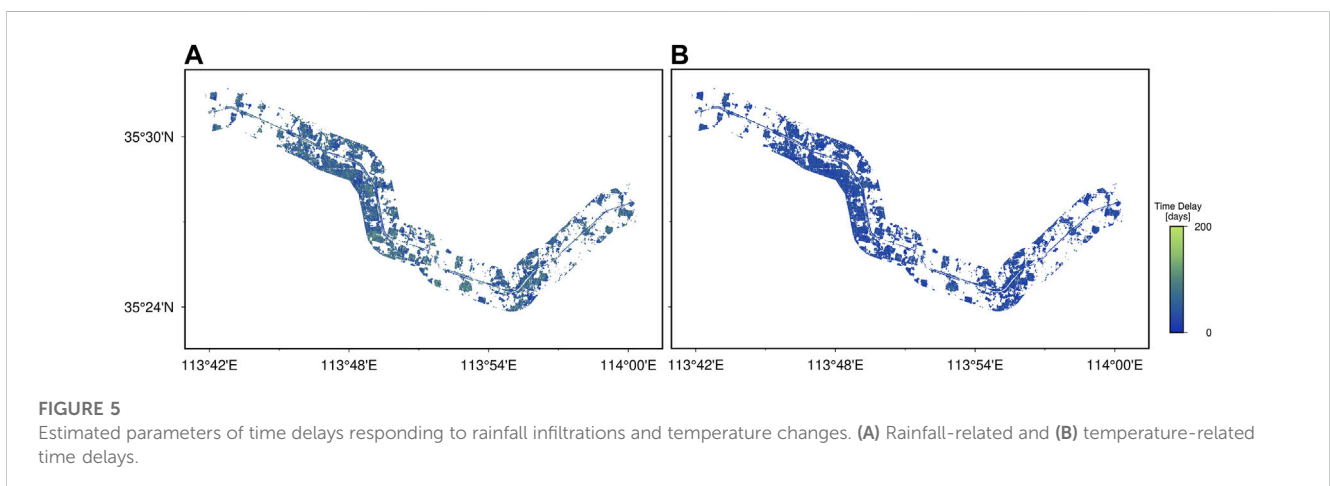 A
B
35°30'N
35°24'N
113°42'E
113°48'E
113°54'E
114°00'E
113°42'E
113°48'E
113°54'E
114°00'E
Time Delay
[days]
200
0
FIGURE 5
Estimated parameters of time delays responding to rainfall infiltrations and temperature changes. (A) Rainfall-related and (B) temperature-related
time delays.